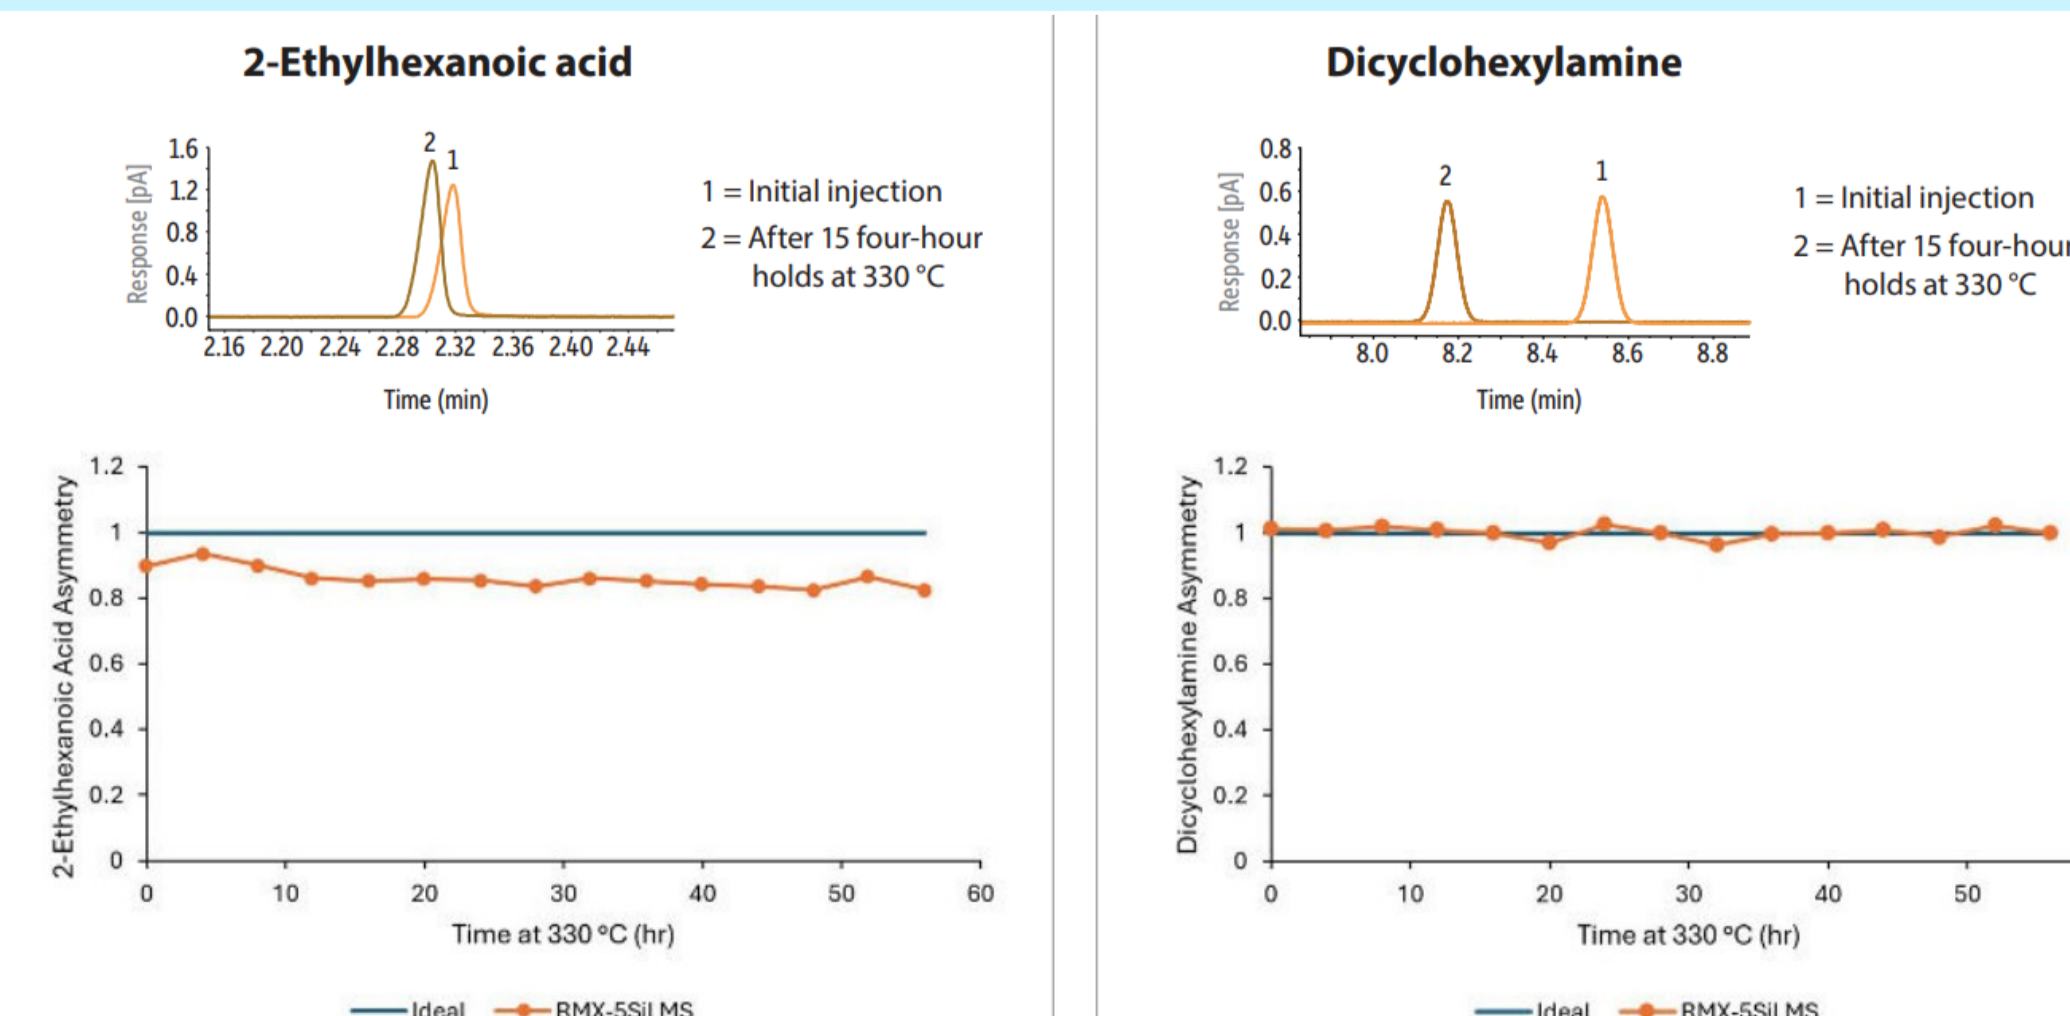 2-Ethylhexanoic acid
Response [pA]
1.6
1.2
0.8
0.4
0.0
2
1
2.16 2.20 2.24 2.28 2.32 2.36 2.40 2.44
Time (min)
1 = Initial injection
2 = After 15 four-hour
holds at 330 °C
2-Ethylhexanoic Acid Asymmetry
1.2
1
0.8
0.6
0.4
0.2
0
0 10 20 30 40 50 60
Time at 330 °C (hr)
Ideal RMX-5SiLMS
Dicyclohexylamine
Response [pA]
0.8
0.6
0.4
0.2
0.0
2
1
8.0 8.2 8.4 8.6 8.8
Time (min)
1 = Initial injection
2 = After 15 four-hour
holds at 330 °C
Dicyclohexylamine Asymmetry
1.2
1
0.8
0.6
0.4
0.2
0
0 10 20 30 40 50
Time at 330 °C (hr)
Ideal RMX-5SiLMS